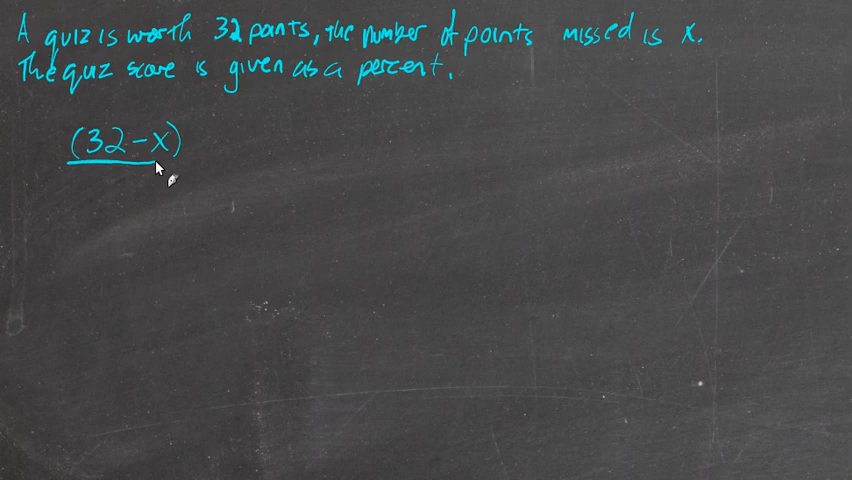 A quiz is worth 32 points, the number of points missed is x.
The quiz score is given as a percent.
(32-x)